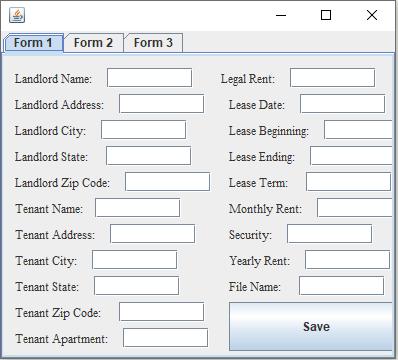 Form 1 Form 2 Form 3
Landlord Name: Legal Rent:
Landlord Address: Lease Date:
Landlord City: Lease Beginning:
Landlord State: Lease Ending:
Landlord Zip Code: Lease Term:
Tenant Name: Monthly Rent:
Tenant Address: Security:
Tenant City: Yearly Rent:
Tenant State: File Name:
Tenant Zip Code:
Save
Tenant Apartment: